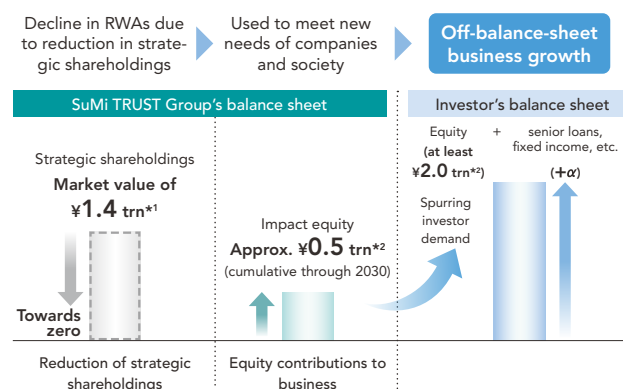 Decline in RWAs due
to reduction in strate-
gic shareholdings
Used to meet new
needs of companies
and society
Off-balance-sheet
business growth
SuMi TRUST Group's balance sheet
Investor's balance sheet
Strategic shareholdings
Market value of
¥1.4 trn*1
Towards
zero
Impact equity
Approx. ¥0.5 trn*2
(cumulative through 2030)
Equity + senior loans,
fixed income, etc.
(at least
¥2.0 trn*2)
(+α)
Spurring
investor
demand
Reduction of strategic
shareholdings
Equity contributions to
business